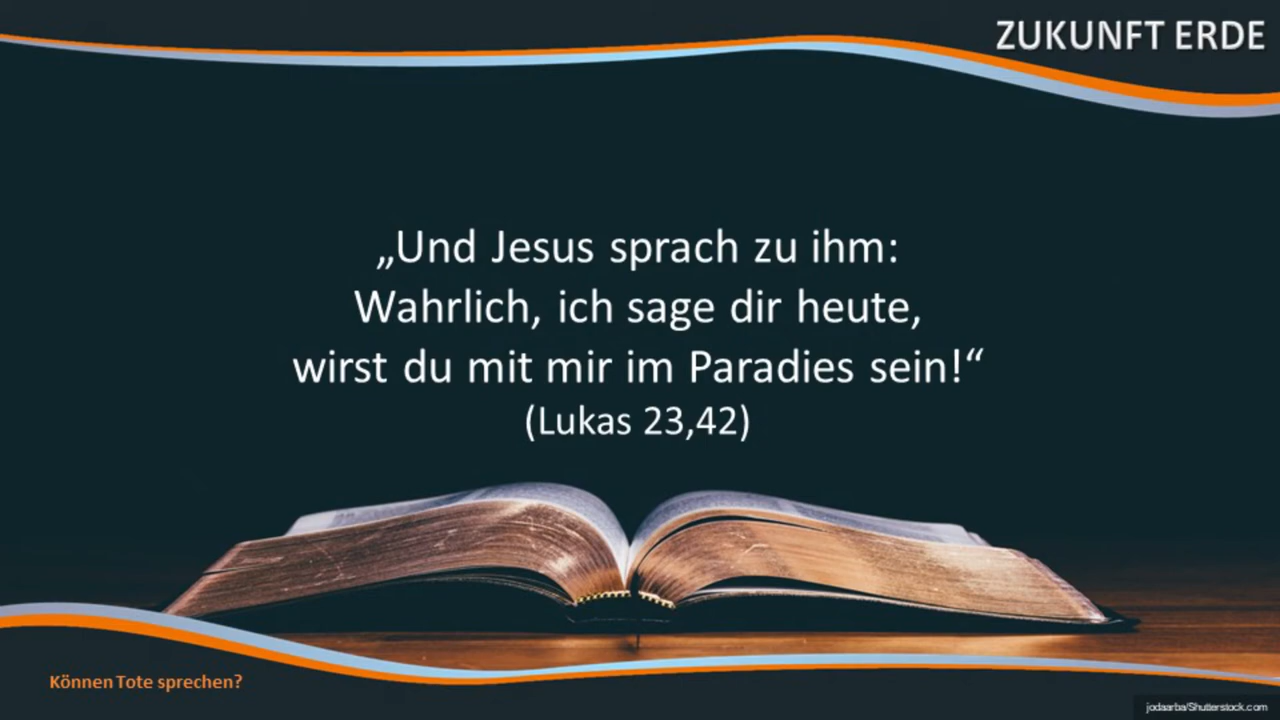 ZUKUNFT ERDE
„Und Jesus sprach zu ihm:
Wahrlich, ich sage dir heute,
wirst du mit mir im Paradies sein!“
(Lukas 23,42)
Können Tote sprechen?
jodaarba/Shutterstock.com